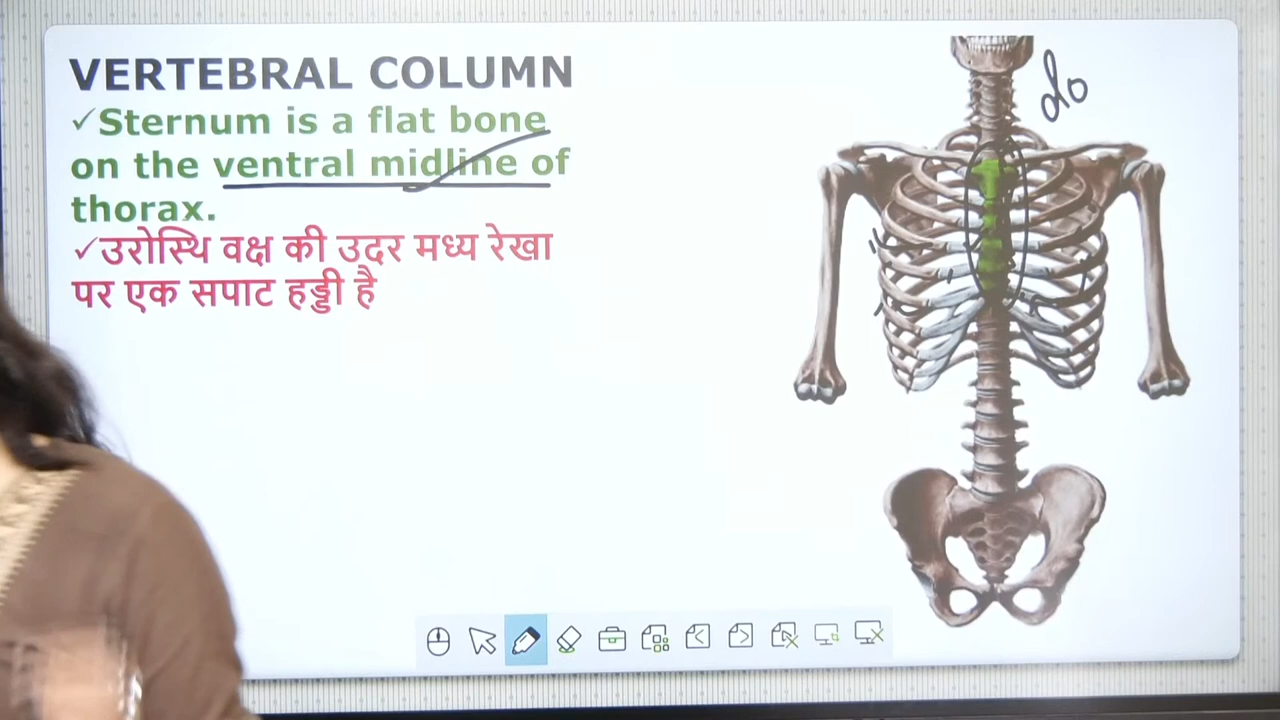 VERTEBRAL COLUMN
✓Sternum is a flat bone
on the ventral midline of
thorax.
✓उरोस्थि वक्ष की उदर मध्य रेखा
पर एक सपाट हड्डी है